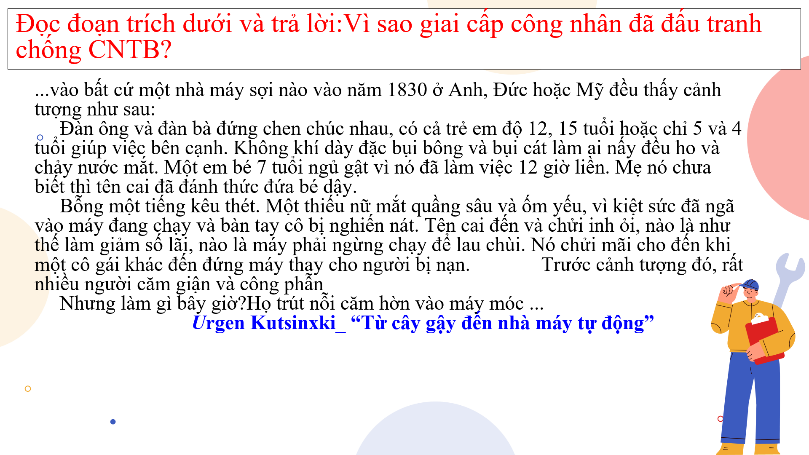 Đọc đoạn trích dưới và trả lời:Vì sao giai cấp công nhân đã đấu tranh
chống CNTB?
...vào bất cứ một nhà máy sợi nào vào năm 1830 ở Anh, Đức hoặc Mỹ đều thấy cảnh
tượng như sau:
Đàn ông và đàn bà đứng chen chúc nhau, có cả trẻ em độ 12, 15 tuổi hoặc chỉ 5 và 4
tuổi giúp việc bên cạnh. Không khí dày đặc bụi bông và bụi cát làm ai nấy đều ho và
chảy nước mắt. Một em bé 7 tuổi ngủ gật vì nó đã làm việc 12 giờ liền. Mẹ nó chưa
biết thì tên cai đã đánh thức đứa bé dậy.
Bỗng một tiếng kêu thét. Một thiếu nữ mắt quầng sâu và ốm yếu, vì kiệt sức đã ngã
vào máy đang chạy và bàn tay cô bị nghiến nát. Tên cai đến và chửi inh ỏi, nào là như
thế làm giảm số lãi, nào là máy phải ngừng chạy để lau chùi. Nó chửi mãi cho đến khi
một cô gái khác đến đứng máy thay cho người bị nạn. Trước cảnh tượng đó, rất
nhiều người căm giận và công phẫn
Nhưng làm gì bây giờ?Họ trút nỗi căm hờn vào máy móc ...
Urgen Kutsinxki_ “Từ cây gậy đến nhà máy tự động”